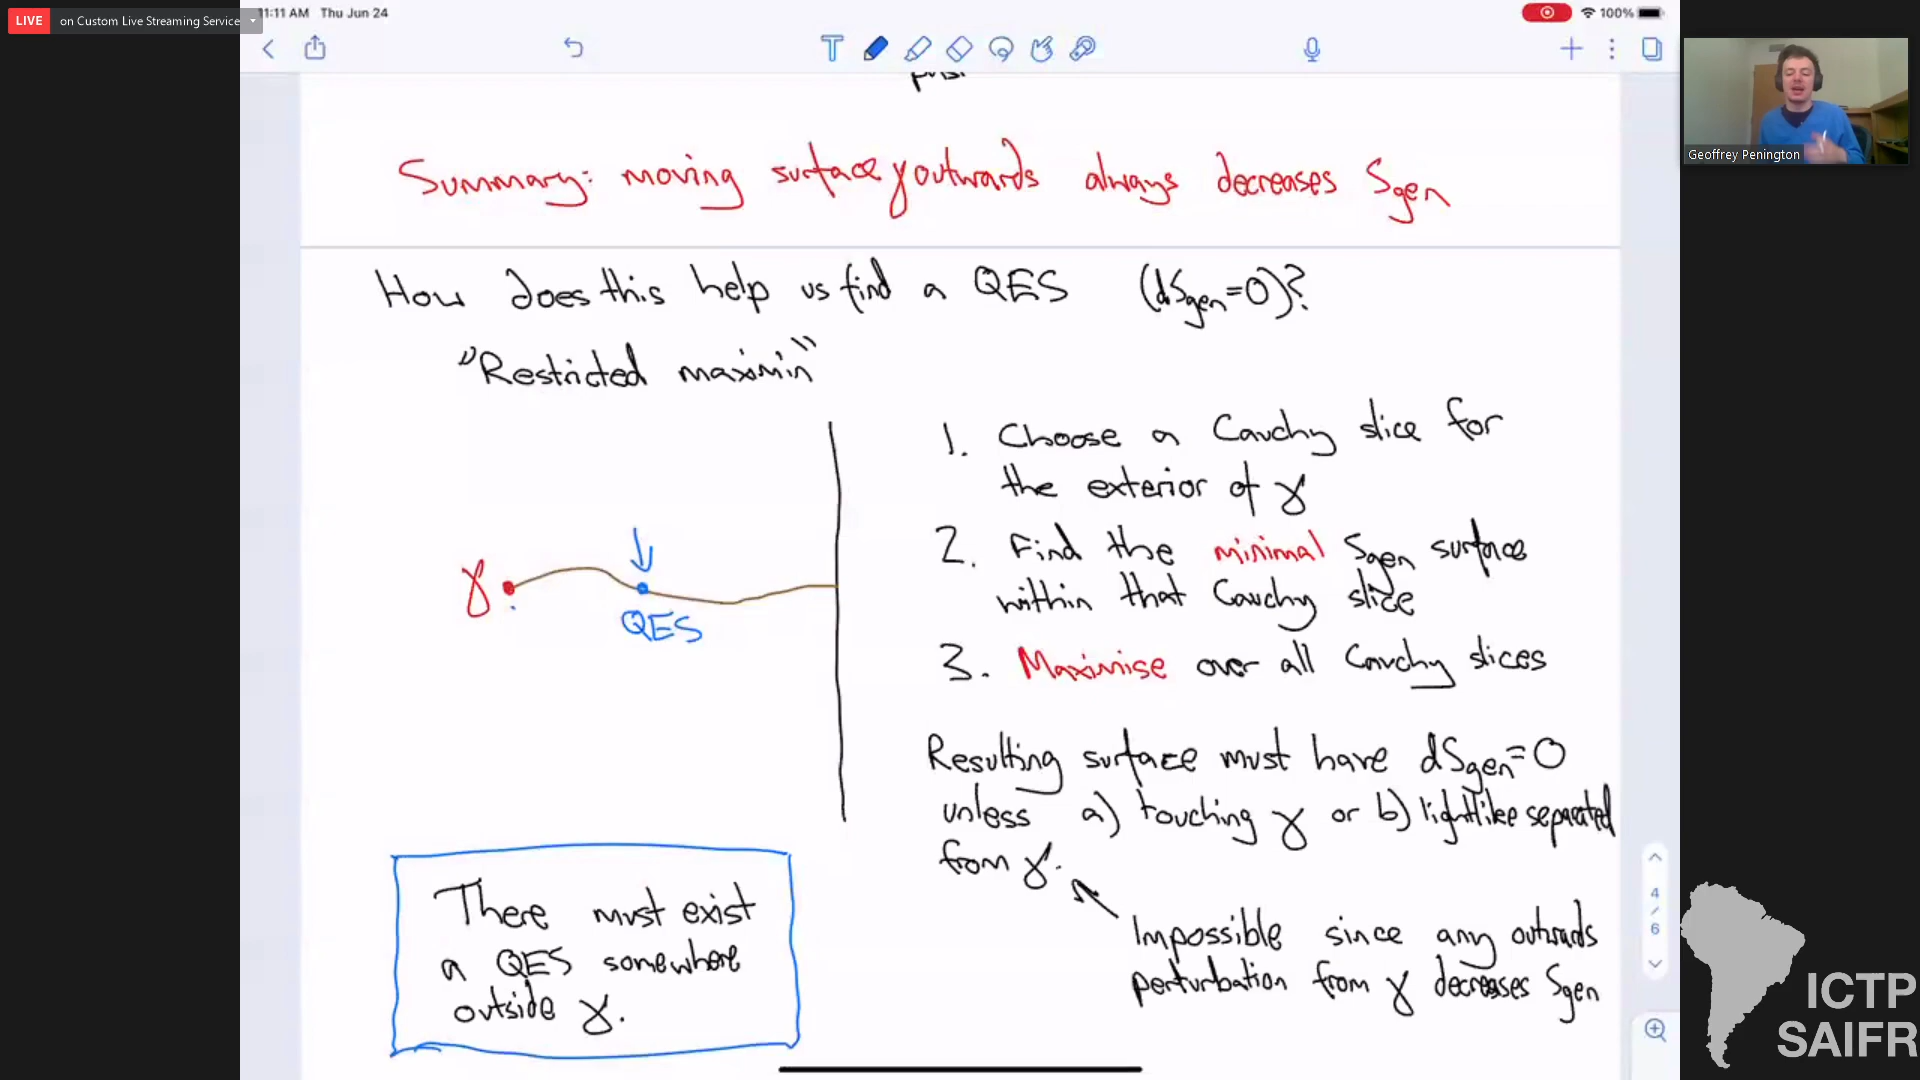 LIVE on Custom Live Streaming Service
11:11 AM Thu Jun 24
100%
Geoffrey Penington
Summary: moving surface γ outwards always decreases Sgen
How does this help us find a QES (dSgen=0)?
"Restricted maximin"
1. Choose a Cauchy slice for
the exterior of γ
2. Find the minimal Sgen surface
within that Cauchy slice
3. Maximise over all Cauchy slices
γ
QES
Resulting surface must have dSgen=0
unless a) touching γ or b) lightlike separated
from γ.
Impossible since any outwards
perturbation from γ decreases Sgen
There must exist
a QES somewhere
outside γ.
4
/
6
ICTP
SAIFR